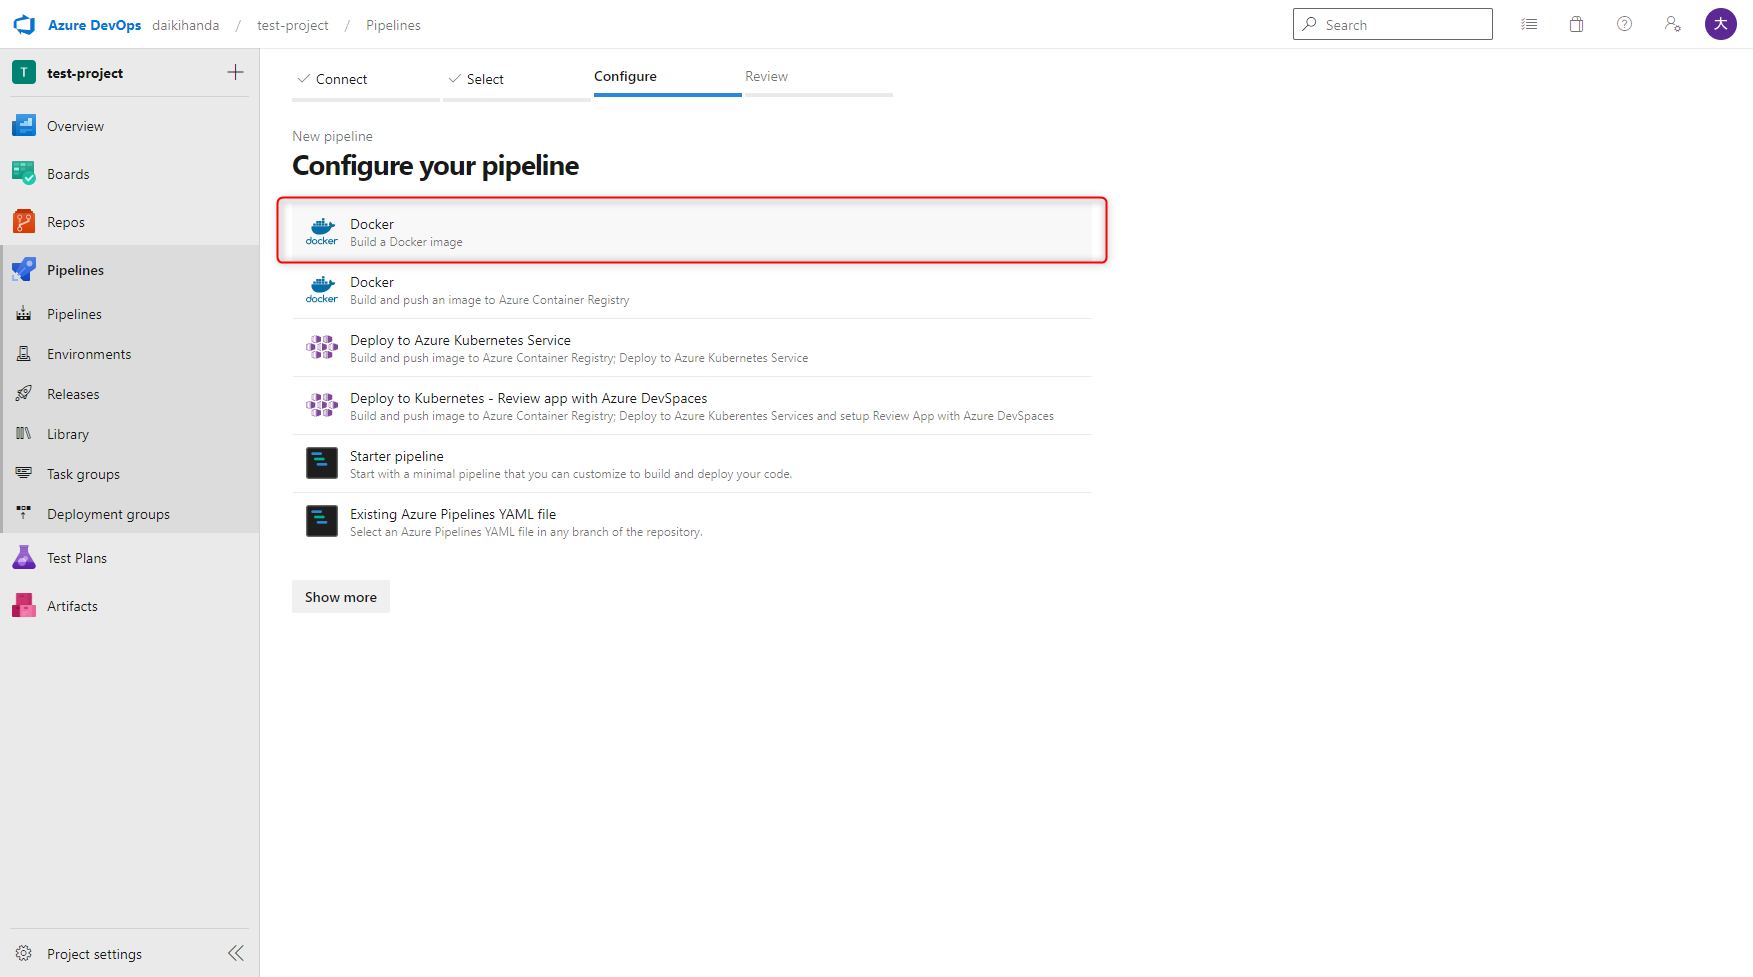 Azure DevOps daikihanda / test-project / Pipelines
Search
大
T test-project
Overview
Boards
Repos
Pipelines
Pipelines
Environments
Releases
Library
Task groups
Deployment groups
Test Plans
Artifacts
Project settings
Connect
Select
Configure
Review
New pipeline
Configure your pipeline
docker
Docker
Build a Docker image
docker
Docker
Build and push an image to Azure Container Registry
Deploy to Azure Kubernetes Service
Build and push image to Azure Container Registry; Deploy to Azure Kubernetes Service
Deploy to Kubernetes - Review app with Azure DevSpaces
Build and push image to Azure Container Registry; Deploy to Azure Kuberentes Services and setup Review App with Azure DevSpaces
Starter pipeline
Start with a minimal pipeline that you can customize to build and deploy your code.
Existing Azure Pipelines YAML file
Select an Azure Pipelines YAML file in any branch of the repository.
Show more